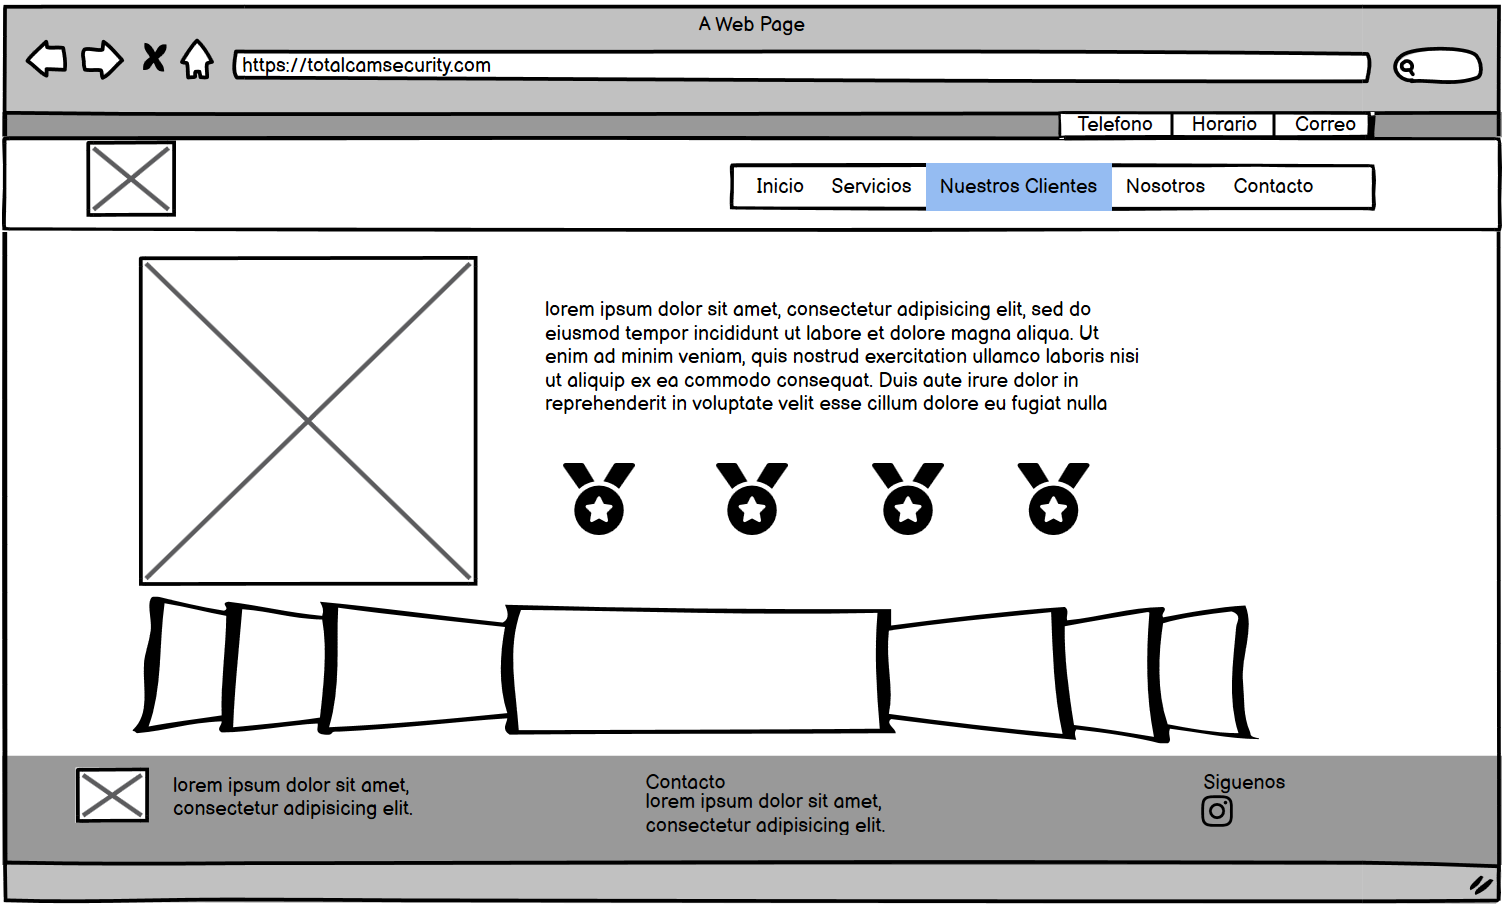 A Web Page
https://totalcamsecurity.com
Telefono Horario Correo
Inicio Servicios Nuestros Clientes Nosotros Contacto
lorem ipsum dolor sit amet, consectetur adipisicing elit, sed do
eiusmod tempor incididunt ut labore et dolore magna aliqua. Ut
enim ad minim veniam, quis nostrud exercitation ullamco laboris nisi
ut aliquip ex ea commodo consequat. Duis aute irure dolor in
reprehenderit in voluptate velit esse cillum dolore eu fugiat nulla
lorem ipsum dolor sit amet,
consectetur adipisicing elit.
Contacto
lorem ipsum dolor sit amet,
consectetur adipisicing elit.
Siguenos